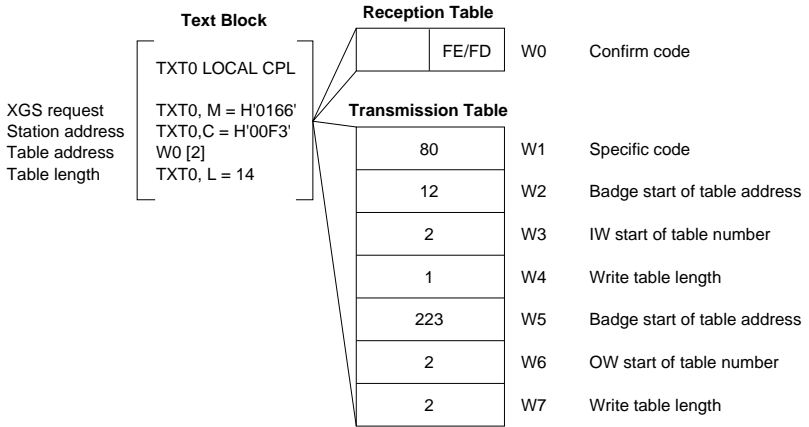 Text Block
Reception Table
TXT0 LOCAL CPL
FE/FD W0 Confirm code
XGS request TXT0, M = H'0166'
Station address TXT0,C = H'00F3'
Table address W0 [2]
Table length TXT0, L = 14
Transmission Table
80 W1 Specific code
12 W2 Badge start of table address
2 W3 IW start of table number
1 W4 Write table length
223 W5 Badge start of table address
2 W6 OW start of table number
2 W7 Write table length